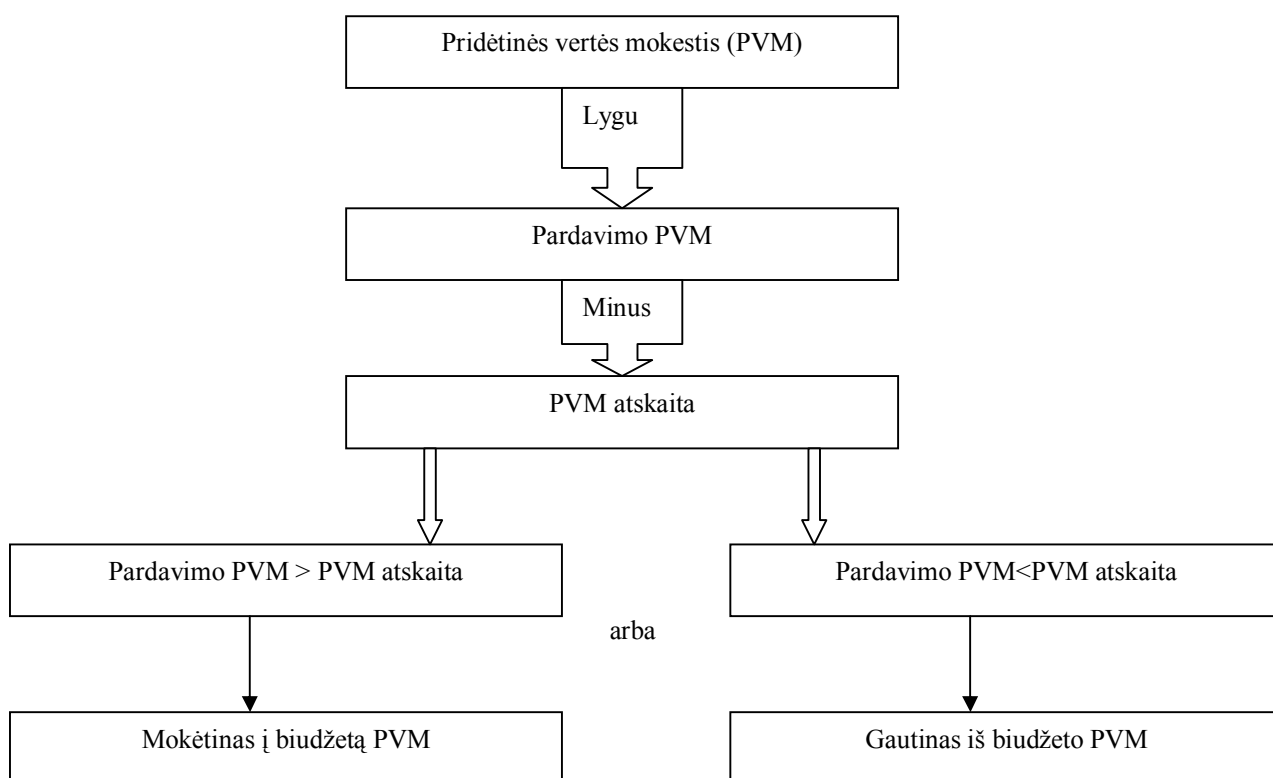 Pridėtinės vertės mokestis (PVM)
Lygu
Pardavimo PVM
Minus
PVM atskaita
Pardavimo PVM > PVM atskaita
Pardavimo PVM<PVM atskaita
arba
Mokėtinas į biudžetą PVM
Gautinas iš biudžeto PVM